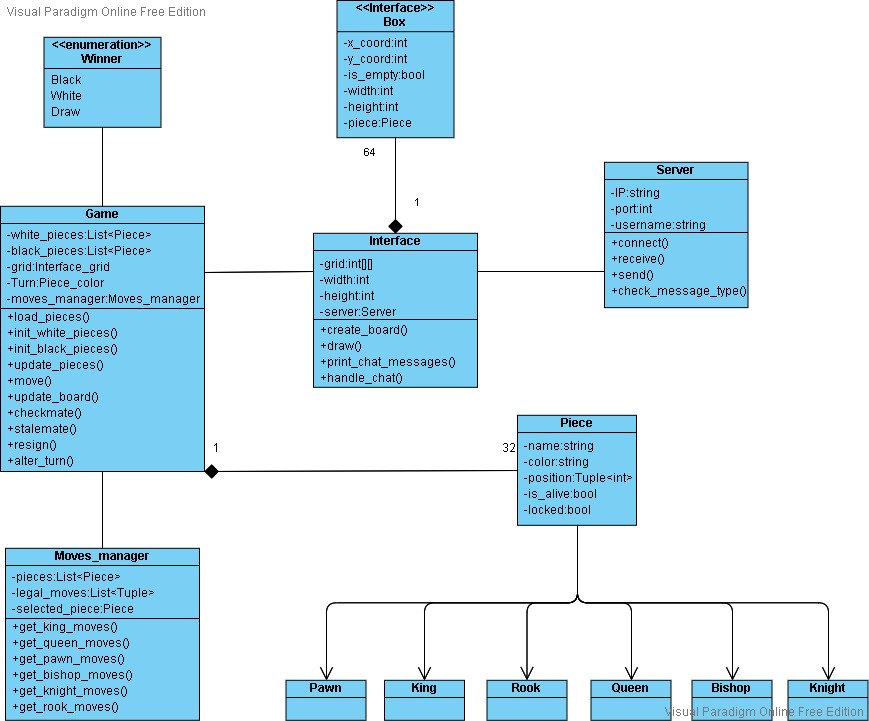 Visual Paradigm Online Free Edition
<<enumeration>>
Winner
Black
White
Draw
<<Interface>>
Box
-x_coord:int
-y_coord:int
-is_empty:bool
-width:int
-height:int
-piece:Piece
64
1
Server
-IP:string
-port:int
-username:string
+connect()
+receive()
+send()
+check_message_type()
Game
-white_pieces:List<Piece>
-black_pieces:List<Piece>
-grid:Interface_grid
-Turn:Piece_color
-moves_manager:Moves_manager
+load_pieces()
+init_white_pieces()
+init_black_pieces()
+update_pieces()
+move()
+update_board()
+checkmate()
+stalemate()
+resign()
+alter_turn()
Interface
-grid:int[][]
-width:int
-height:int
-server:Server
+create_board()
+draw()
+print_chat_messages()
+handle_chat()
1
32
Piece
-name:string
-color:string
-position:Tuple<int>
-is_alive:bool
-locked:bool
Moves_manager
-pieces:List<Piece>
-legal_moves:List<Tuple>
-selected_piece:Piece
+get_king_moves()
+get_queen_moves()
+get_pawn_moves()
+get_bishop_moves()
+get_knight_moves()
+get_rook_moves()
Pawn
King
Rook
Queen
Bishop
Knight
Visual Paradigm Online Free Edition